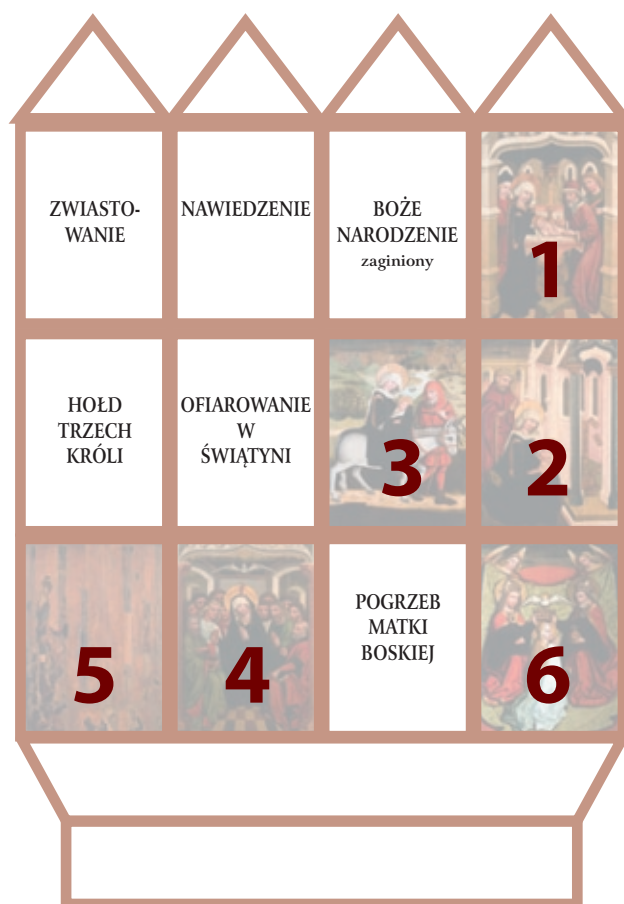 ZWIASTO-
WANIE
NAWIEDZENIE
BOŻE
NARODZENIE
zaginiony
1
HOŁD
TRZECH
KRÓLI
OFIAROWANIE
W
ŚWIĄTYNI
3
2
5
4
POGRZEB
MATKI
BOSKIEJ
6